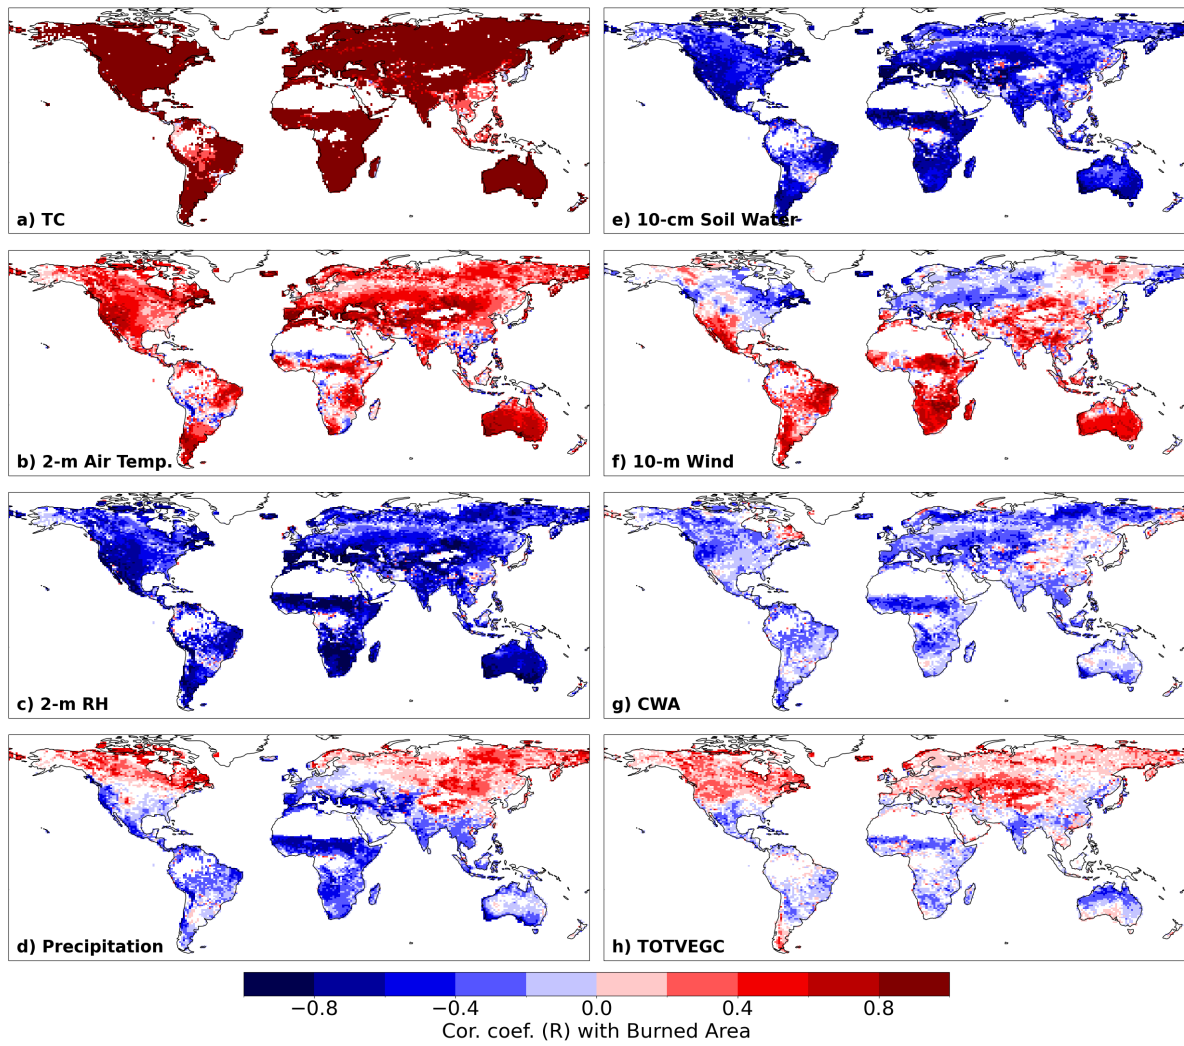 a) TC
e) 10-cm Soil Water
b) 2-m Air Temp.
f) 10-m Wind
c) 2-m RH
g) CWA
d) Precipitation
h) TOTVEGC
−0.8 −0.4 0.0 0.4 0.8
Cor. coef. (R) with Burned Area